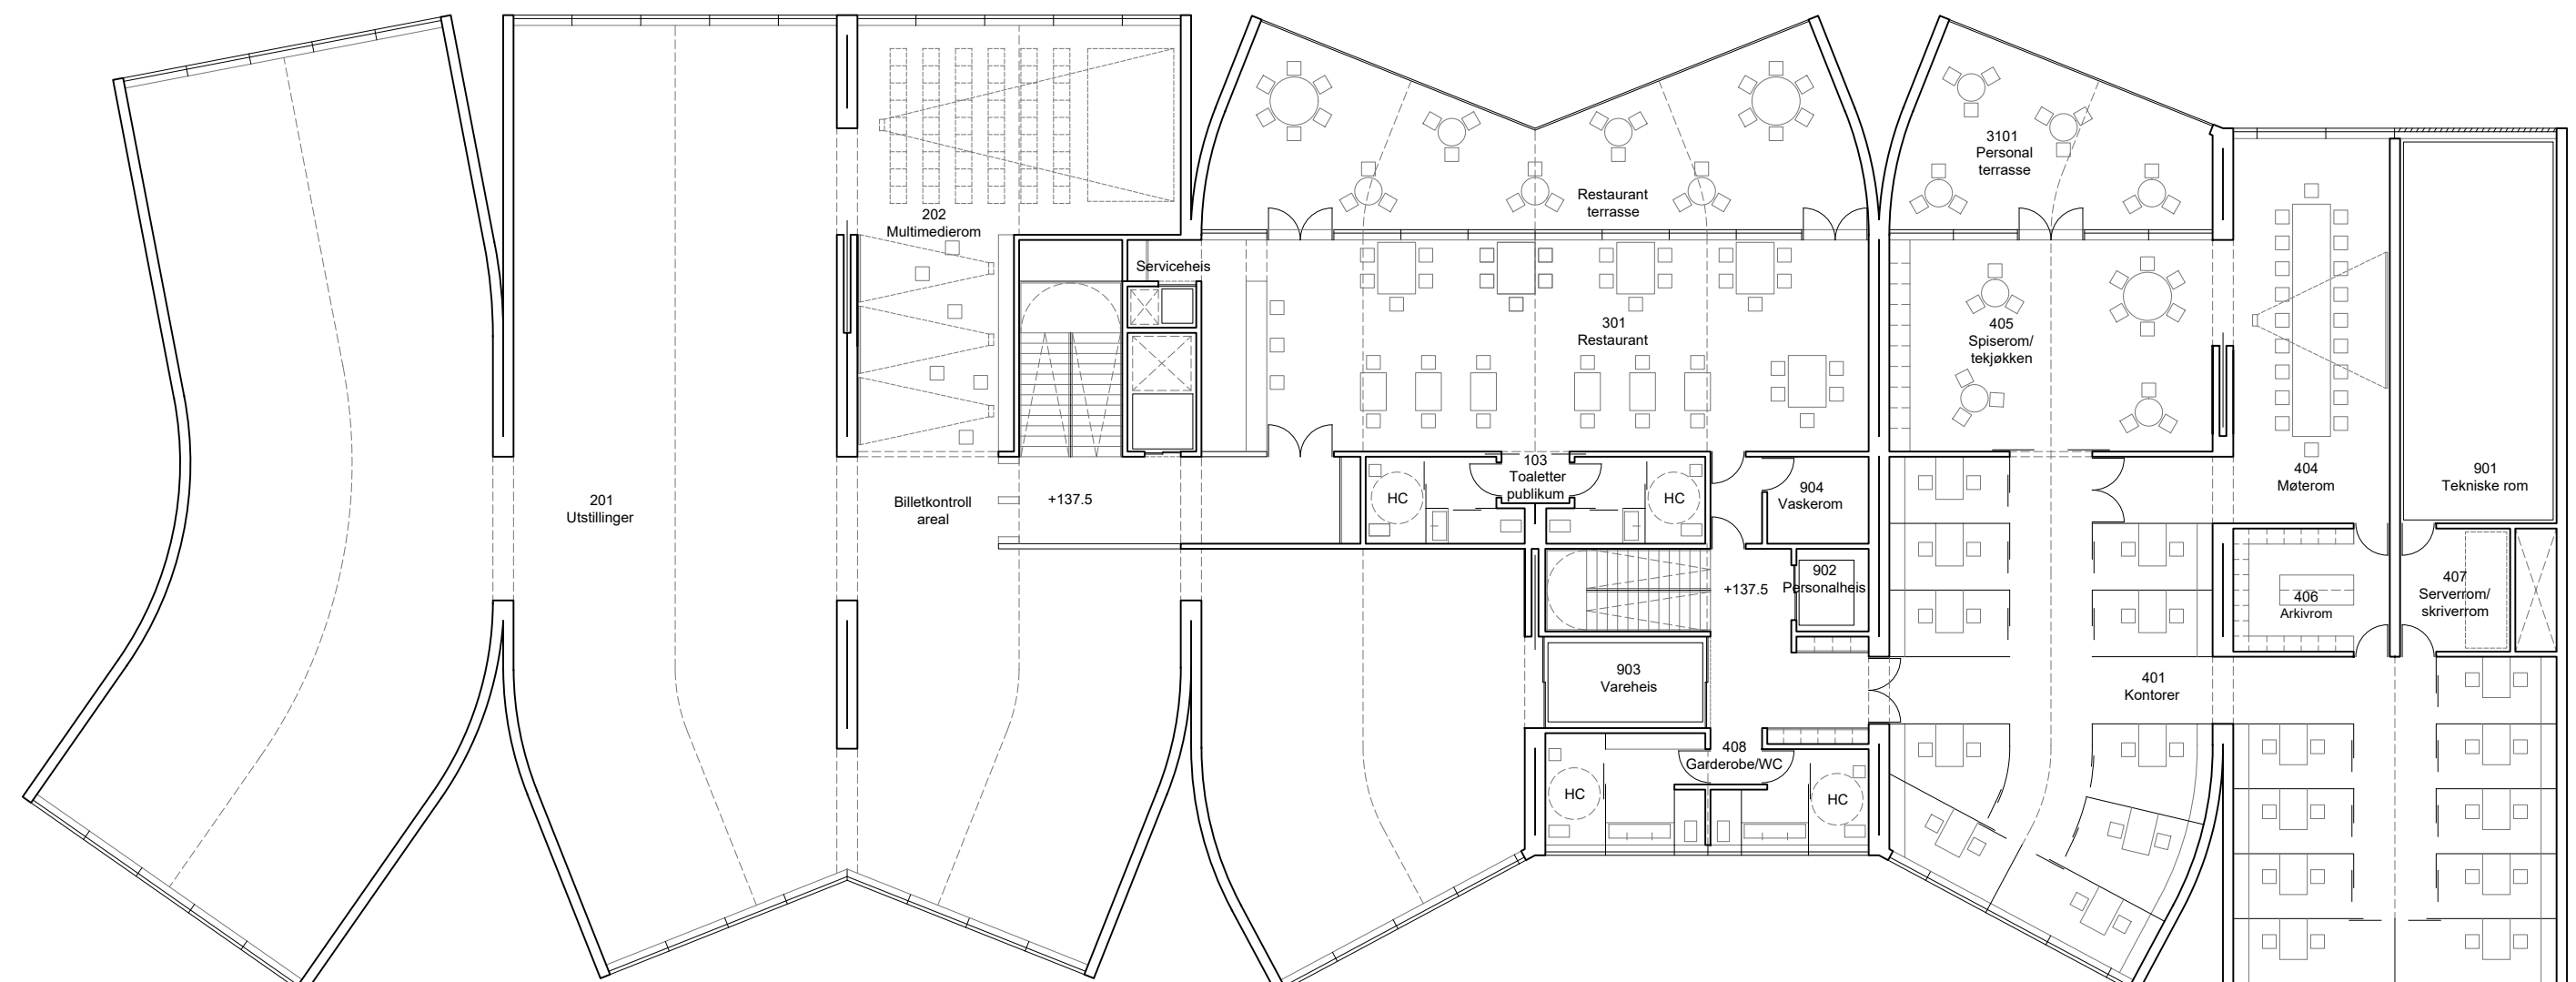 3101
Personal
terrasse
Restaurant
terrasse
202
Multimedierom
Serviceheis
301
Restaurant
405
Spiserom/
tekjøkken
201
Utstillinger
Billetkontroll
areal
+137.5
HC
103
Toaletter
publikum
HC
904
Vaskerom
404
Møterom
901
Tekniske rom
+137.5
902
Personalheis
406
Arkivrom
407
Serverrom/
skriverrom
903
Vareheis
401
Kontorer
408
Garderobe/WC
HC
HC